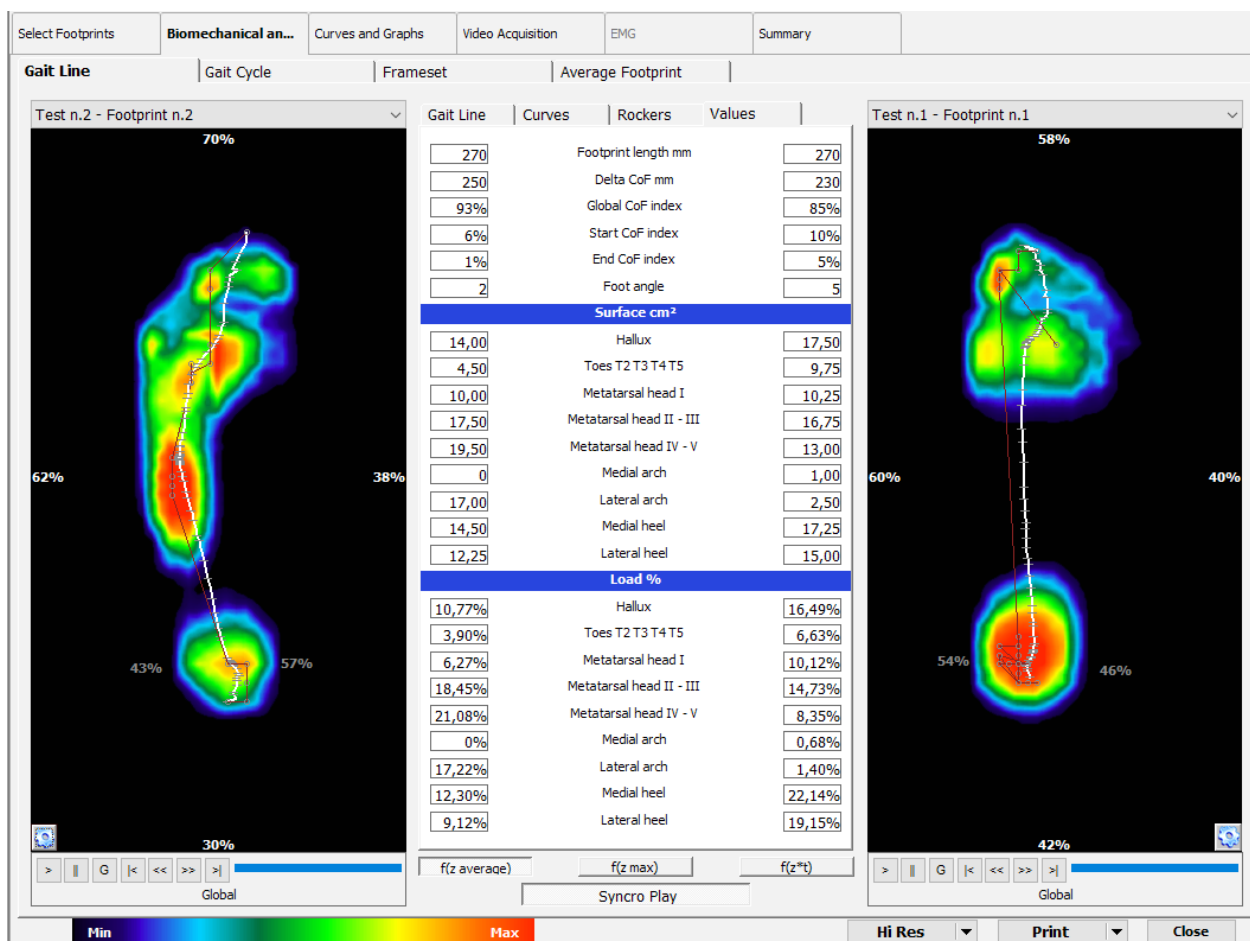 Select Footprints Biomechanical an... Curves and Graphs Video Acquisition EMG Summary
Gait Line Gait Cycle Frameset Average Footprint
Test n.2 - Footprint n.2
70%
62%
38%
43%
57%
30%
> || G |< << >> >|
Global
Gait Line Curves Rockers Values
270 Footprint length mm 270
250 Delta CoF mm 230
93% Global CoF index 85%
6% Start CoF index 10%
1% End CoF index 5%
2 Foot angle 5
Surface cm²
14,00 Hallux 17,50
4,50 Toes T2 T3 T4 T5 9,75
10,00 Metatarsal head I 10,25
17,50 Metatarsal head II - III 16,75
19,50 Metatarsal head IV - V 13,00
0 Medial arch 1,00
17,00 Lateral arch 2,50
14,50 Medial heel 17,25
12,25 Lateral heel 15,00
Load %
10,77% Hallux 16,49%
3,90% Toes T2 T3 T4 T5 6,63%
6,27% Metatarsal head I 10,12%
18,45% Metatarsal head II - III 14,73%
21,08% Metatarsal head IV - V 8,35%
0% Medial arch 0,68%
17,22% Lateral arch 1,40%
12,30% Medial heel 22,14%
9,12% Lateral heel 19,15%
f(z average) f(z max) f(z*t)
Syncro Play
Test n.1 - Footprint n.1
58%
60%
40%
54%
46%
42%
> || G |< << >> >|
Global
Min Max
Hi Res Print Close